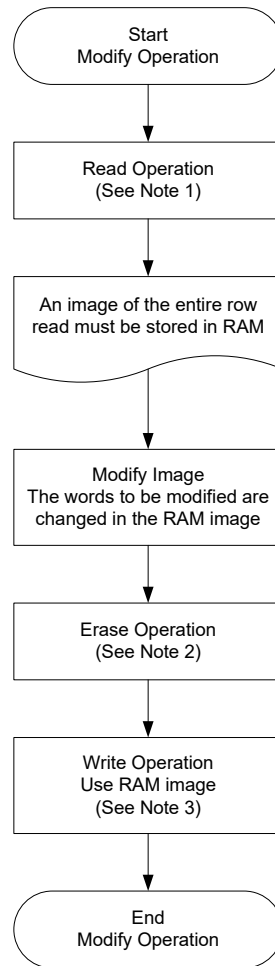 Start
Modify Operation
Read Operation
(See Note 1)
An image of the entire row
read must be stored in RAM
Modify Image
The words to be modified are
changed in the RAM image
Erase Operation
(See Note 2)
Write Operation
Use RAM image
(See Note 3)
End
Modify Operation